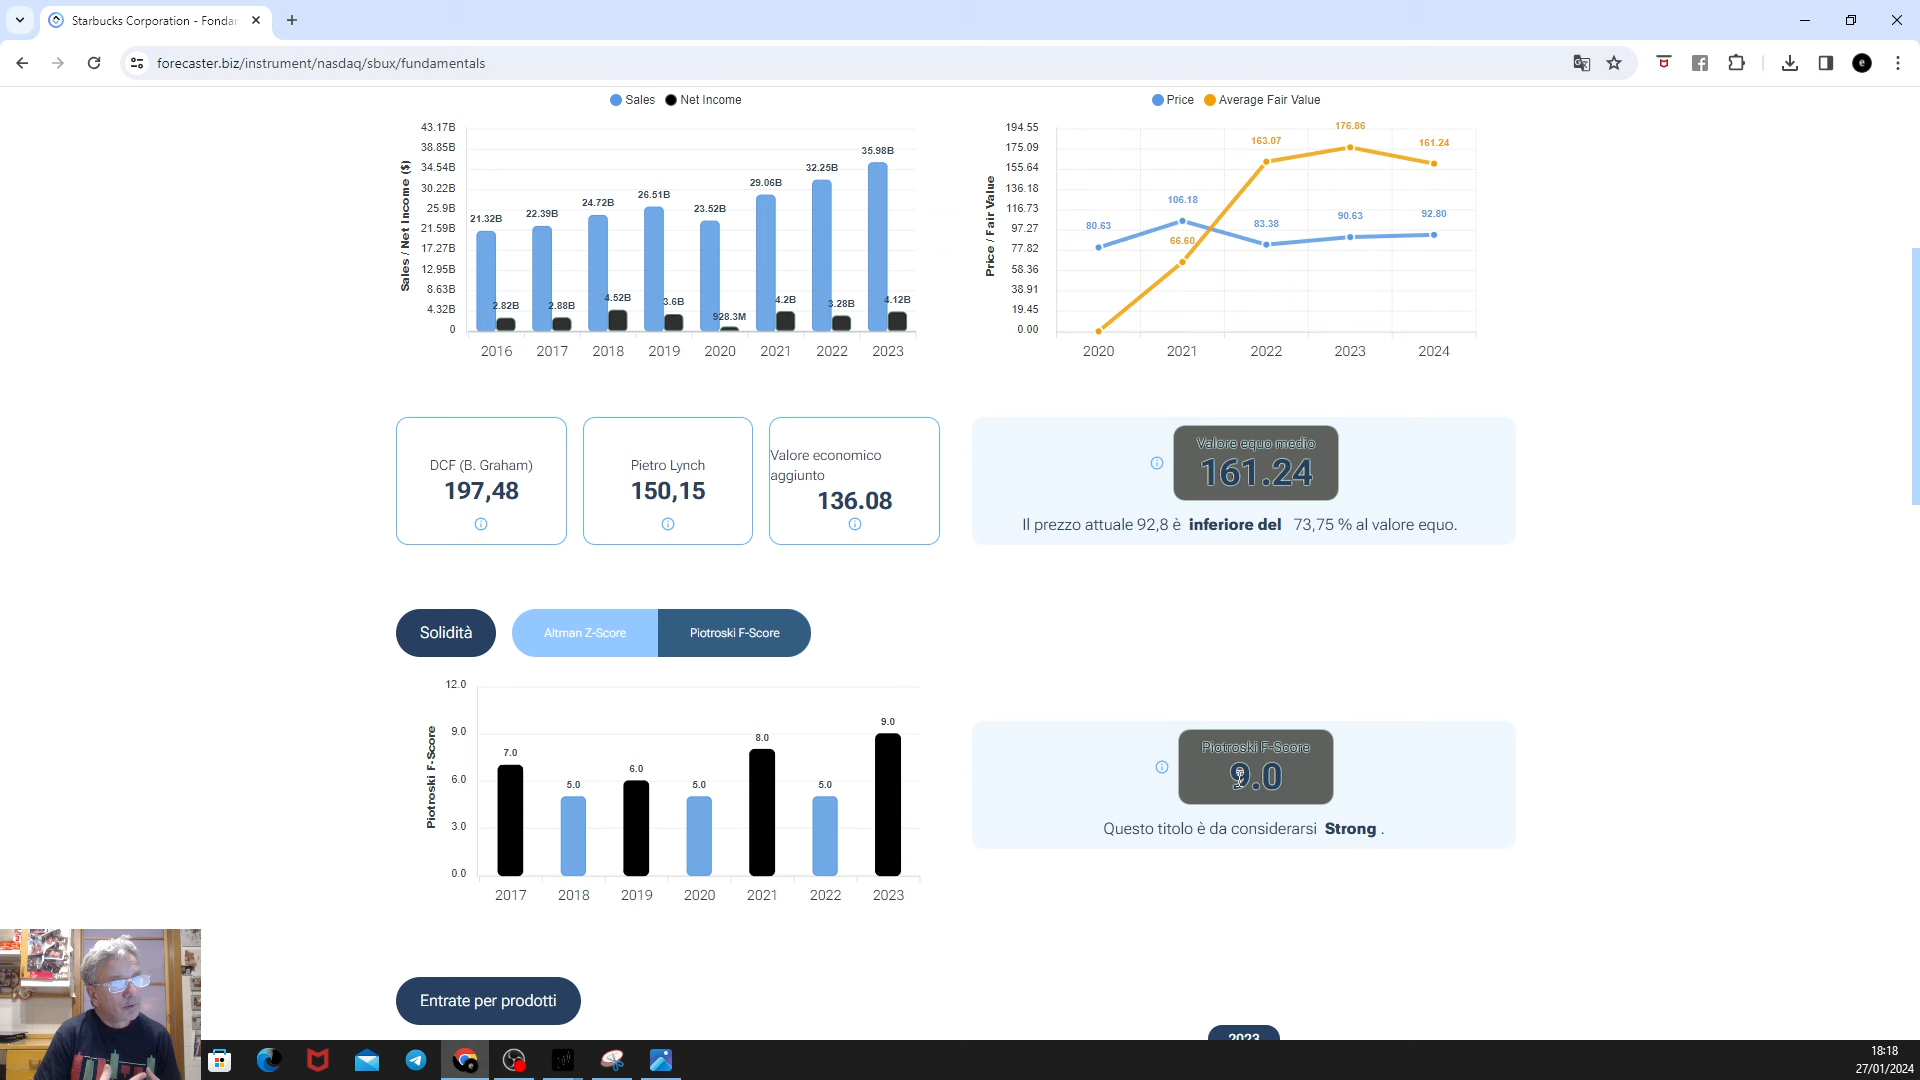 Starbucks Corporation - Fondar
forecaster.biz/instrument/nasdaq/sbux/fundamentals
e
Sales Net Income
Sales / Net Income ($)
43.17B
38.85B
34.54B
30.22B
25.9B
21.59B
17.27B
12.95B
8.63B
4.32B
0
21.32B 22.39B 24.72B 26.51B 23.52B 29.06B 32.25B 35.98B
2.82B 2.88B 4.52B 3.6B 928.3M 4.2B 3.28B 4.12B
2016 2017 2018 2019 2020 2021 2022 2023
Price Average Fair Value
Price / Fair Value
194.55
175.09
155.64
136.18
116.73
97.27
77.82
58.36
38.91
19.45
0.00
163.07 176.86 161.24
80.63 106.18 83.38 90.63 92.80
66.60
2020 2021 2022 2023 2024
DCF (B. Graham)
197,48
Pietro Lynch
150,15
Valore economico
aggiunto
136.08
Valore equo medio
161.24
Il prezzo attuale 92,8 è inferiore del 73,75 % al valore equo.
Solidità
Altman Z-Score
Piotroski F-Score
Piotroski F-Score
12.0
9.0
6.0
3.0
0.0
7.0 5.0 6.0 5.0 8.0 5.0 9.0
2017 2018 2019 2020 2021 2022 2023
Piotroski F-Score
9.0
Questo titolo è da considerarsi Strong .
Entrate per prodotti
2023
18:18
27/01/2024